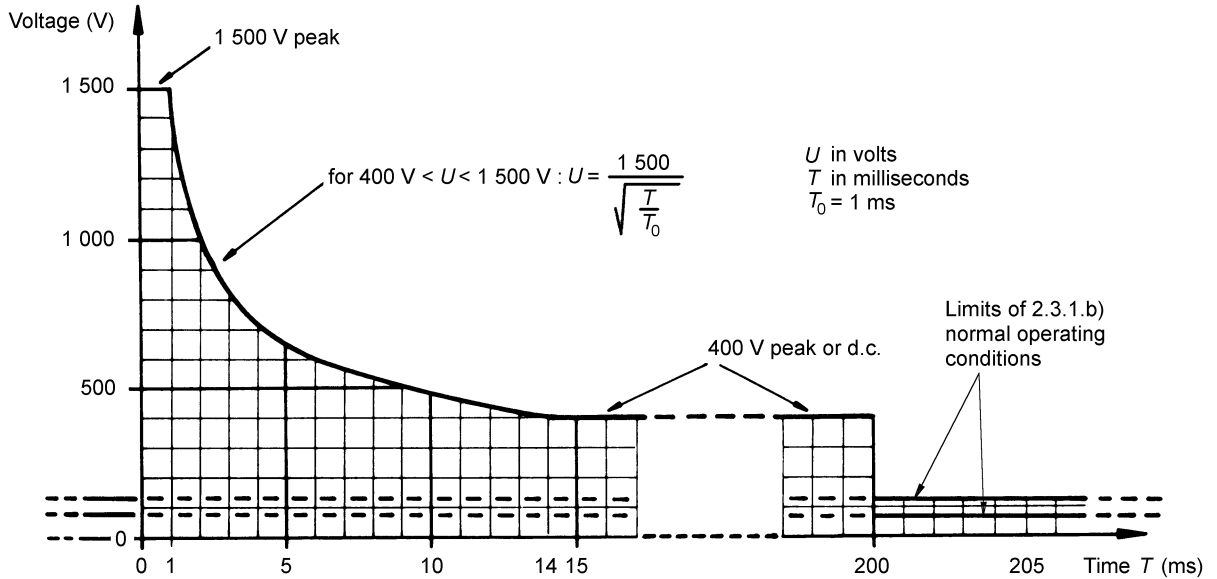 Voltage (V)
1 500 V peak
1 500
for 400 V < U < 1 500 V : U = 1 500 / √(T/T₀)
U in volts
T in milliseconds
T₀ = 1 ms
1 000
Limits of 2.3.1.b)
normal operating
conditions
400 V peak or d.c.
500
0
0 1 5 10 14 15 200 205 Time T (ms)